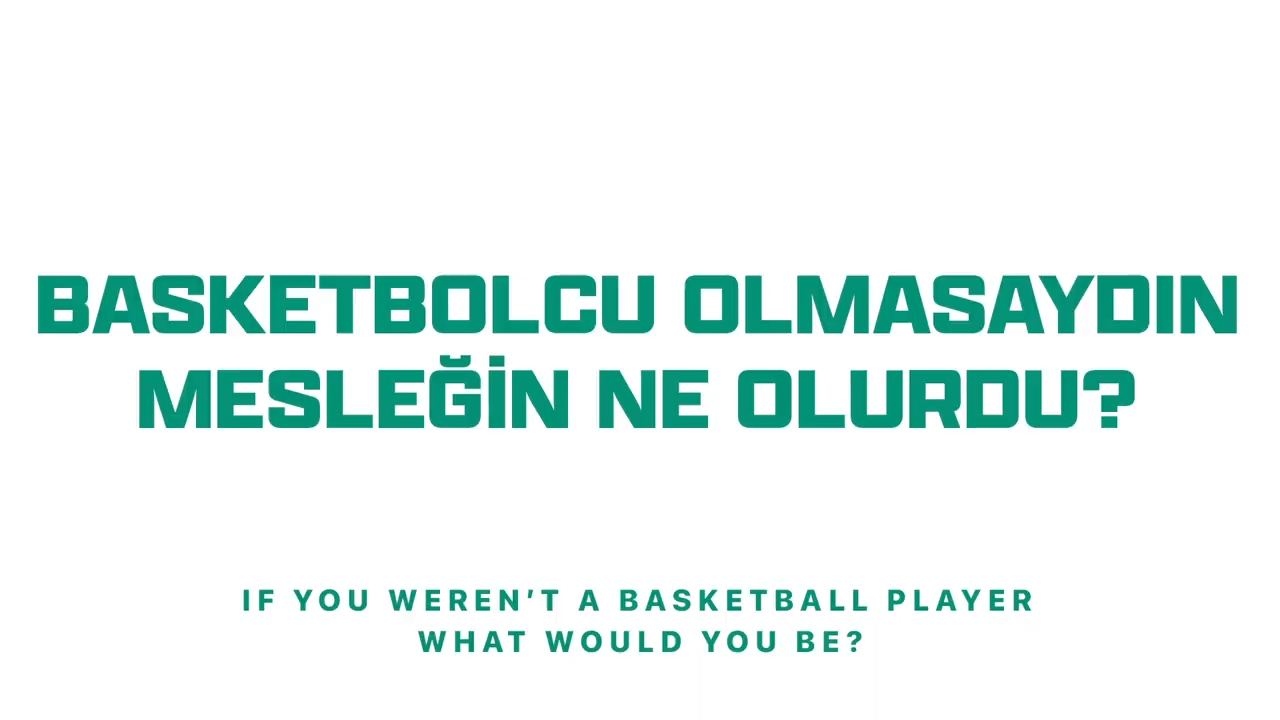 BASKETBOLCU OLMASAYDIN
MESLEĞİN NE OLURDU?
IF YOU WEREN’T A BASKETBALL PLAYER
WHAT WOULD YOU BE?